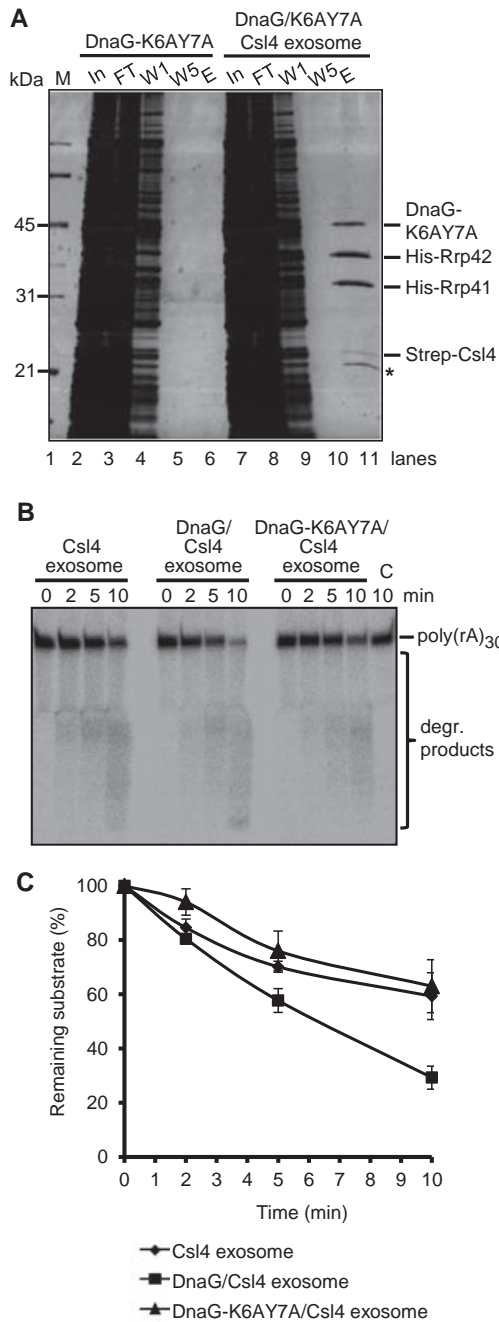 A
DnaG-K6AY7A
DnaG/K6AY7A
Csl4 exosome
kDa M In FT W1 W5 E In FT W1 W5 E
45
31
21
DnaG-
K6AY7A
His-Rrp42
His-Rrp41
Strep-Csl4
*
1 2 3 4 5 6 7 8 9 10 11 lanes
B
Csl4
exosome
DnaG/
Csl4
exosome
DnaG-K6AY7A/
Csl4
exosome
C
0 2 5 10 0 2 5 10 0 2 5 10 10 min
poly(rA)30
degr.
products
C
Remaining substrate (%)
100
80
60
40
20
0
0 1 2 3 4 5 6 7 8 9 10
Time (min)
Csl4 exosome
DnaG/Csl4 exosome
DnaG-K6AY7A/Csl4 exosome